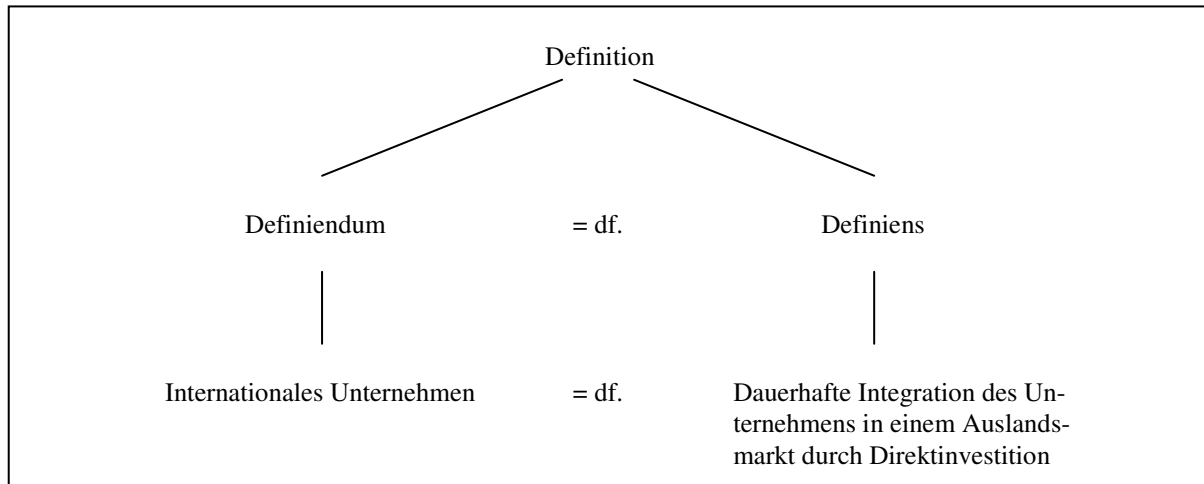 Definition
Definiendum = df. Definiens
Internationales Unternehmen = df. Dauerhafte Integration des Un-
ternehmens in einem Auslands-
markt durch Direktinvestition